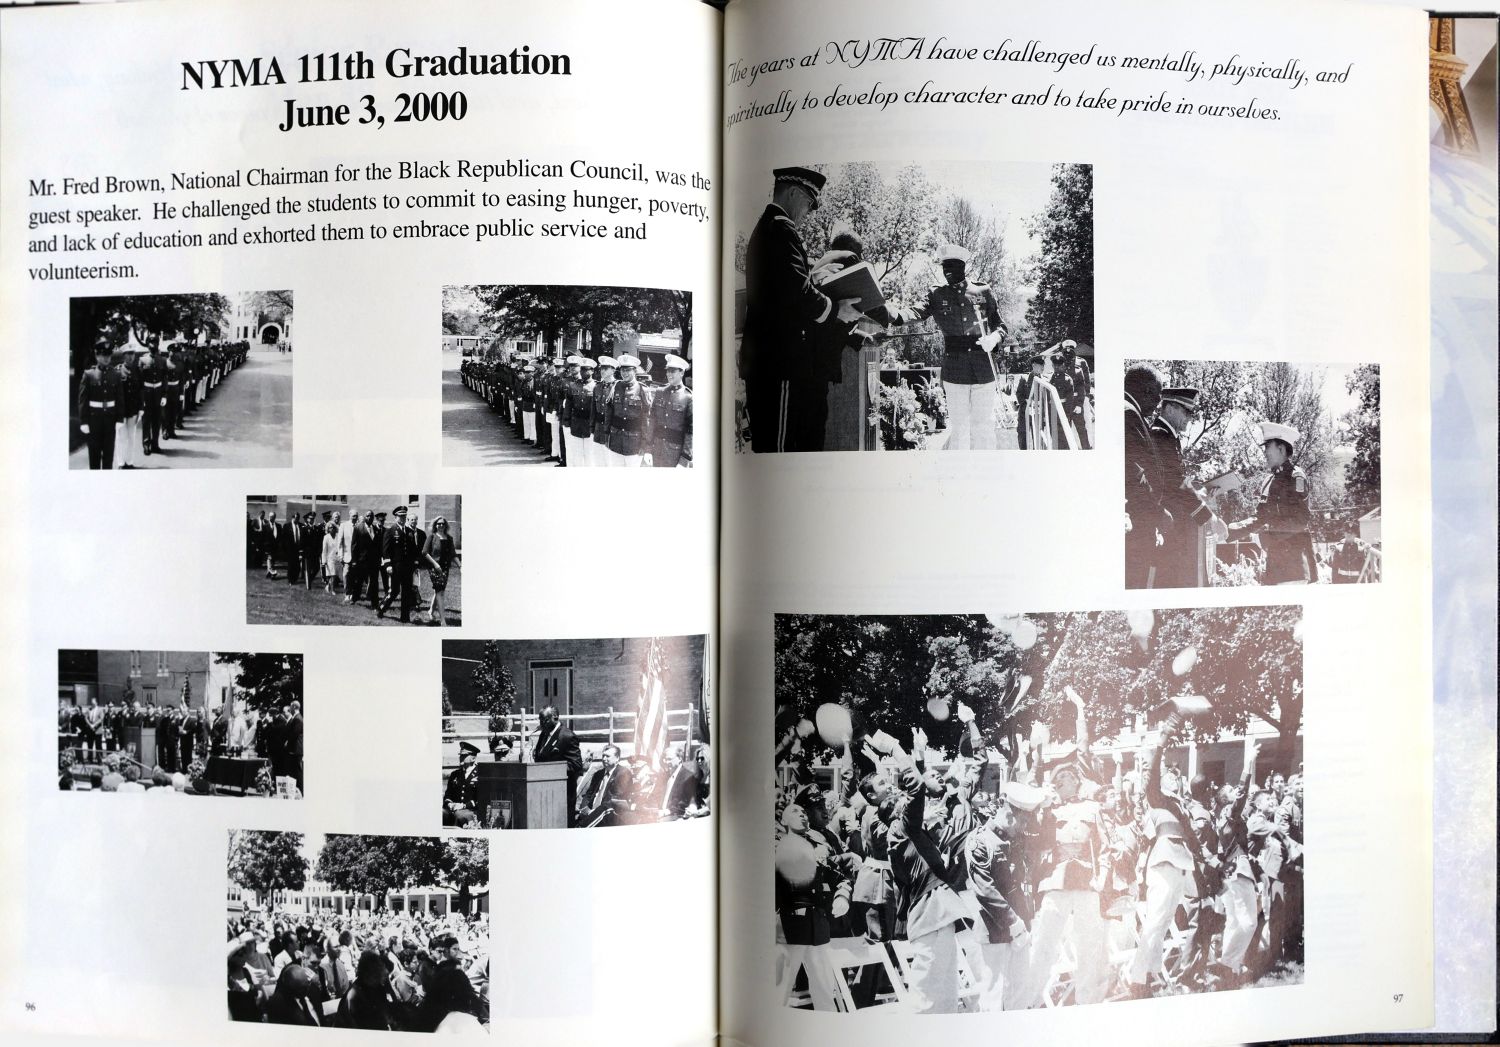 NYMA 111th Graduation
June 3, 2000
Mr. Fred Brown, National Chairman for the Black Republican Council, was the
guest speaker. He challenged the students to commit to easing hunger, poverty,
and lack of education and exhorted them to embrace public service and
volunteerism.
96
The years at NYMA have challenged us mentally, physically, and
spiritually to develop character and to take pride in ourselves.
97